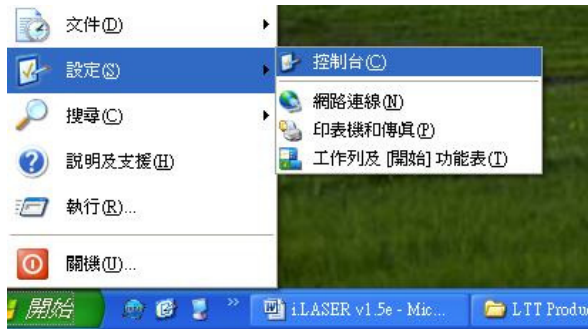 文件(D)
設定(S)
搜尋(C)
說明及支援(H)
執行(R)...
關機(U)...
控制台(C)
網路連線(N)
印表機和傳真(P)
工作列及 [開始] 功能表(T)
開始
i.LASER v1.5e - Mic...
LTT Produ